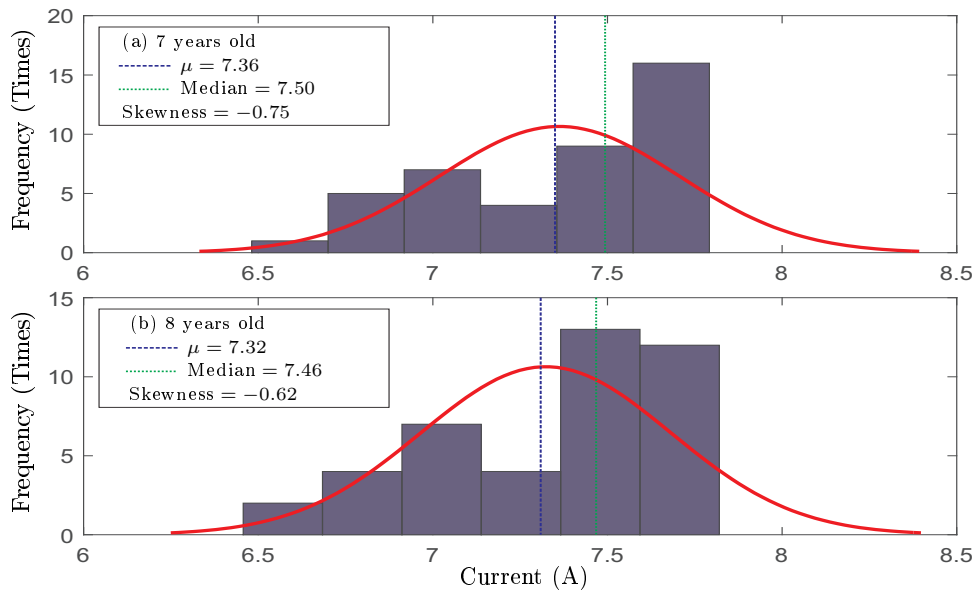 20
15
10
5
0
Frequency (Times)
(a) 7 years old
μ = 7.36
Median = 7.50
Skewness = −0.75
6 6.5 7 7.5 8 8.5
15
10
5
0
Frequency (Times)
(b) 8 years old
μ = 7.32
Median = 7.46
Skewness = −0.62
6 6.5 7 7.5 8 8.5
Current (A)